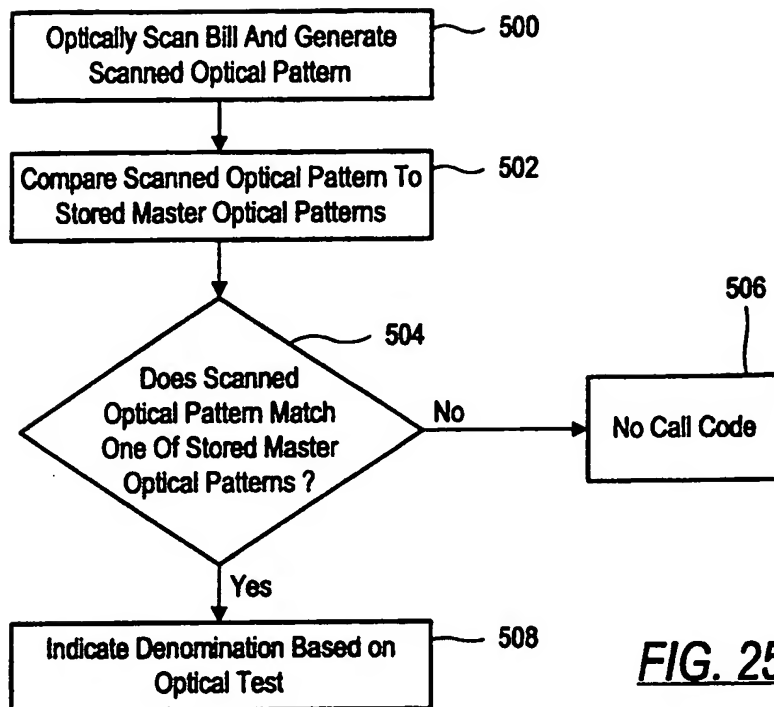 Optically Scan Bill And Generate
Scanned Optical Pattern
500
Compare Scanned Optical Pattern To
Stored Master Optical Patterns
502
504
Does Scanned
Optical Pattern Match
One Of Stored Master
Optical Patterns ?
No
506
No Call Code
Yes
Indicate Denomination Based on
Optical Test
508
FIG. 25